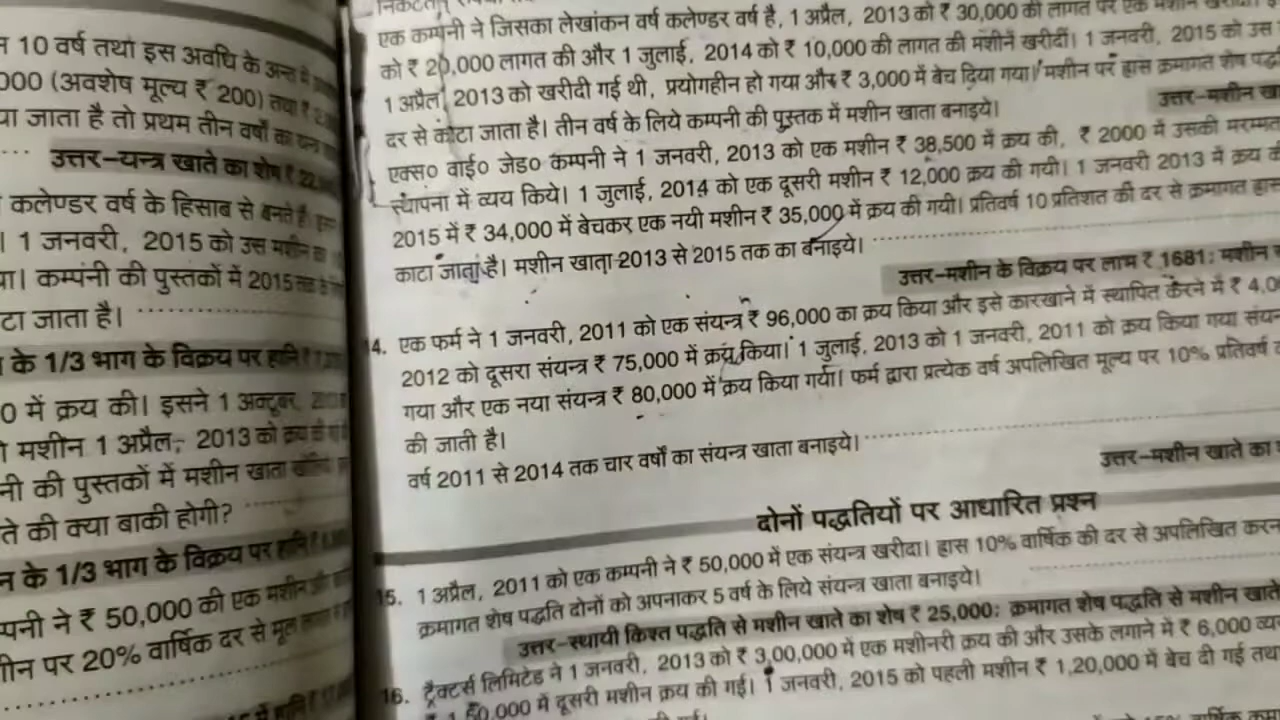 10 वर्ष तथा इस अवधि के अन्त में
000 (अवशेष मूल्य ₹ 200) तथा
या जाता है तो प्रथम तीन वर्षों का
उत्तर-यन्त्र खाते का शेष ₹
कलेण्डर वर्ष के हिसाब से बनते हैं।
। 1 जनवरी, 2015 को उस मशीन का
या। कम्पनी की पुस्तकों में 2015 तक के
टा जाता है।
के 1/3 भाग के विक्रय पर हानि ₹
0 में क्रय की। इसने 1 अक्टूबर,
मशीन 1 अप्रैल, 2013 को क्रय की
नी की पुस्तकों में मशीन खाता
ते की क्या बाकी होगी?
न के 1/3 भाग के विक्रय पर हानि ₹
म्पनी ने ₹ 50,000 की एक मशीन
ीन पर 20% वार्षिक दर से मूल
एक कम्पनी ने जिसका लेखांकन वर्ष कलेण्डर वर्ष है, 1 अप्रैल, 2013 को ₹ 30,000 की लागत पर एक मशीन खरीदी।
को ₹ 20,000 लागत की और 1 जुलाई, 2014 को ₹ 10,000 की लागत की मशीनें खरीदीं। 1 जनवरी, 2015 को उस
1 अप्रैल, 2013 को खरीदी गई थी, प्रयोगहीन हो गया और ₹ 3,000 में बेच दिया गया। मशीन पर ह्रास क्रमागत शेष
दर से काटा जाता है। तीन वर्ष के लिये कम्पनी की पुस्तक में मशीन खाता बनाइये।
उत्तर-मशीन
एक्स० वाई० जेड० कम्पनी ने 1 जनवरी, 2013 को एक मशीन ₹ 38,500 में क्रय की, ₹ 2000 में उसकी मरम्मत
स्थापना में व्यय किये। 1 जुलाई, 2014 को एक दूसरी मशीन ₹ 12,000 क्रय की गयी। 1 जनवरी 2013 में क्रय
2015 में ₹ 34,000 में बेचकर एक नयी मशीन ₹ 35,000 में क्रय की गयी। प्रतिवर्ष 10 प्रतिशत की दर से क्रमागत ह्रास
काटा जाता है। मशीन खाता 2013 से 2015 तक का बनाइये।
उत्तर-मशीन के विक्रय पर लाभ ₹ 1681; मशीन
4. एक फर्म ने 1 जनवरी, 2011 को एक संयन्त्र ₹ 96,000 का क्रय किया और इसे कारखाने में स्थापित करने में ₹ 4,0
2012 को दूसरा संयन्त्र ₹ 75,000 में क्रय किया। 1 जुलाई, 2013 को 1 जनवरी, 2011 को क्रय किया गया
गया और एक नया संयन्त्र ₹ 80,000 में क्रय किया गया। फर्म द्वारा प्रत्येक वर्ष अपलिखित मूल्य पर 10% प्रतिवर्ष
की जाती है।
वर्ष 2011 से 2014 तक चार वर्षों का संयन्त्र खाता बनाइये।
उत्तर-मशीन खाते का
दोनों पद्धतियों पर आधारित प्रश्न
15. 1 अप्रैल, 2011 को एक कम्पनी ने ₹ 50,000 में एक संयन्त्र खरीदा। ह्रास 10% वार्षिक की दर से अपलिखित
क्रमागत शेष पद्धति दोनों को अपनाकर 5 वर्ष के लिये संयन्त्र खाता बनाइये।
उत्तर-स्थायी किश्त पद्धति से मशीन खाते का शेष ₹ 25,000; क्रमागत शेष पद्धति से मशीन खाते
16. ट्रैक्टर्स लिमिटेड ने 1 जनवरी, 2013 को ₹ 3,00,000 में एक मशीनरी क्रय की और उसके लगाने में ₹ 6,000
में दूसरी मशीन क्रय की गई। 1 जनवरी, 2015 को पहली मशीन ₹ 1,20,000 में बेच दी गई तथा